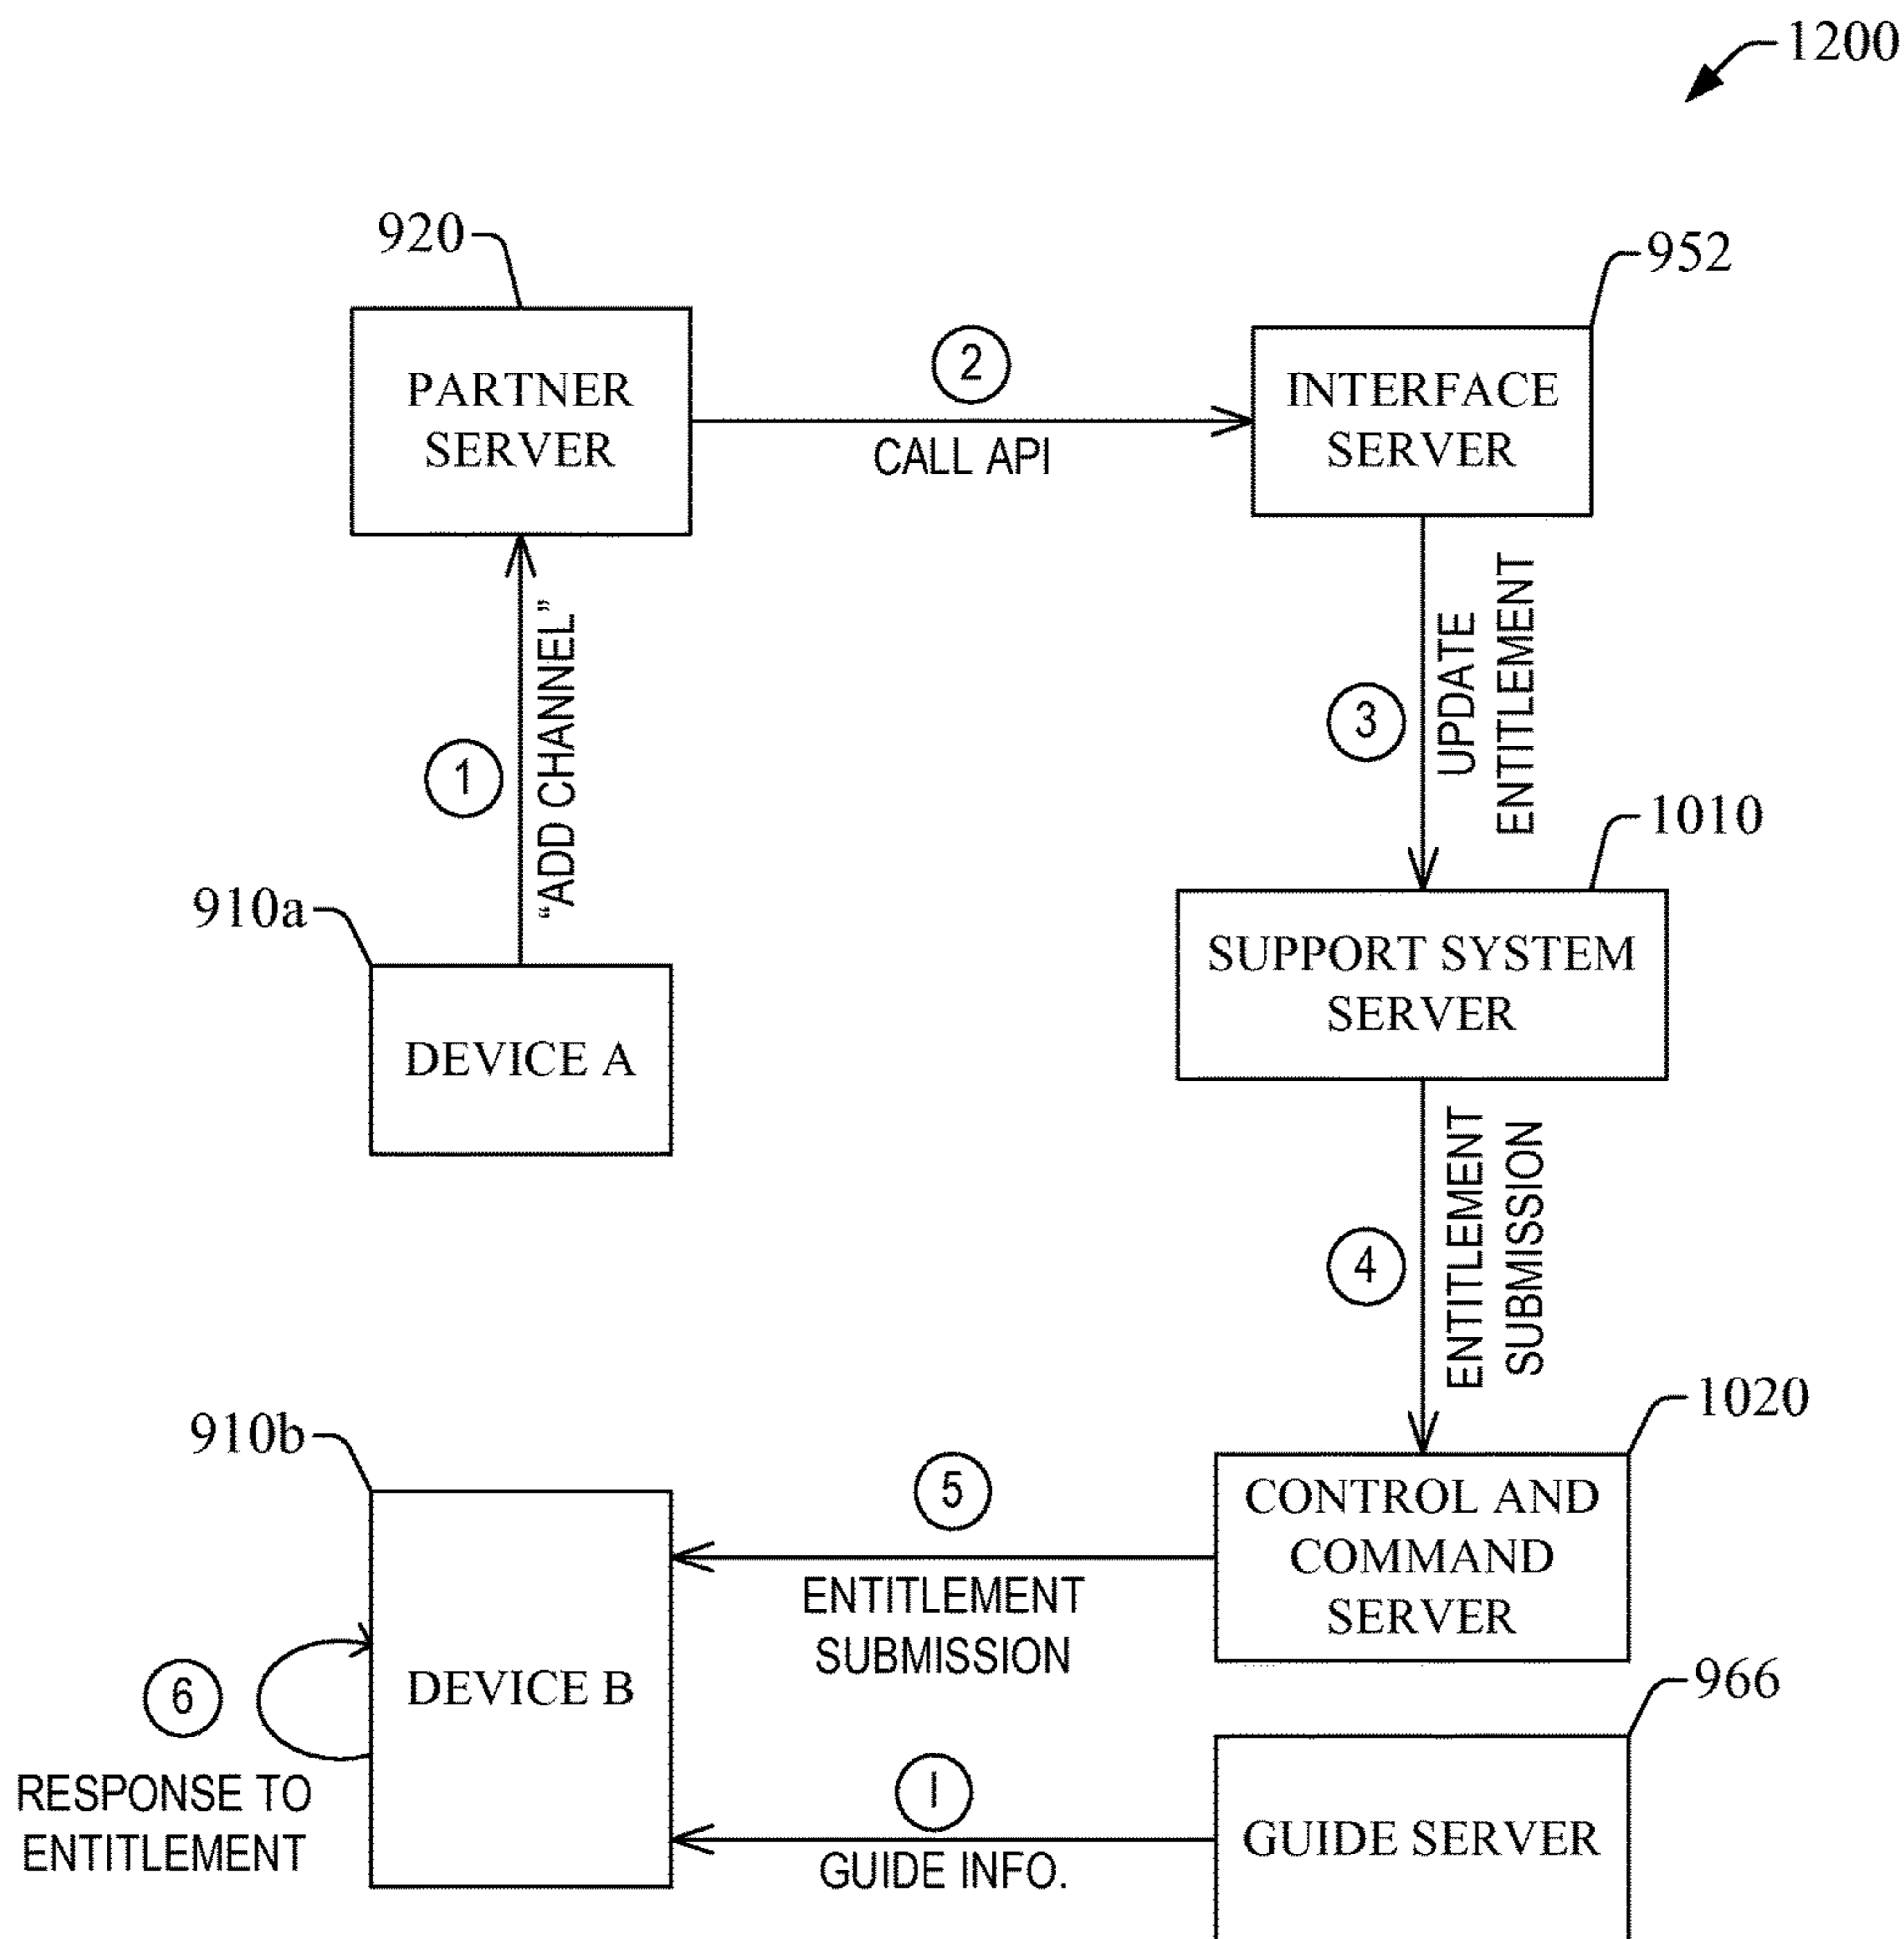 1200
920
952
PARTNER
SERVER
2
CALL API
INTERFACE
SERVER
1
“ADD CHANNEL”
3
UPDATE
ENTITLEMENT
910a
DEVICE A
1010
SUPPORT SYSTEM
SERVER
4
ENTITLEMENT
SUBMISSION
910b
1020
5
ENTITLEMENT
SUBMISSION
CONTROL AND
COMMAND
SERVER
6
RESPONSE TO
ENTITLEMENT
DEVICE B
966
I
GUIDE INFO.
GUIDE SERVER